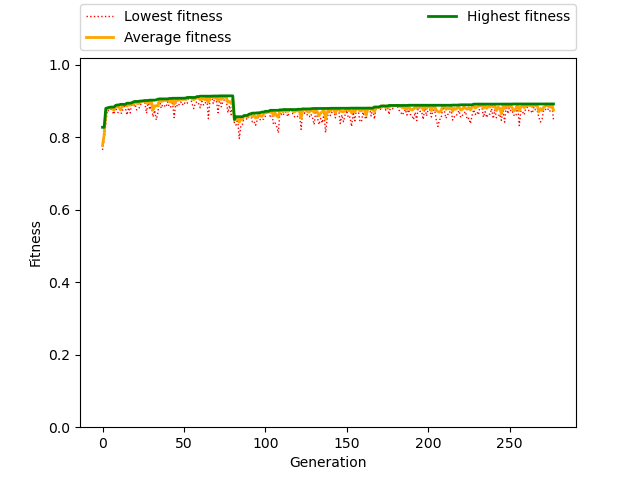 Lowest fitness
Average fitness
Highest fitness
1.0
0.8
0.6
0.4
0.2
0.0
Fitness
0 50 100 150 200 250
Generation